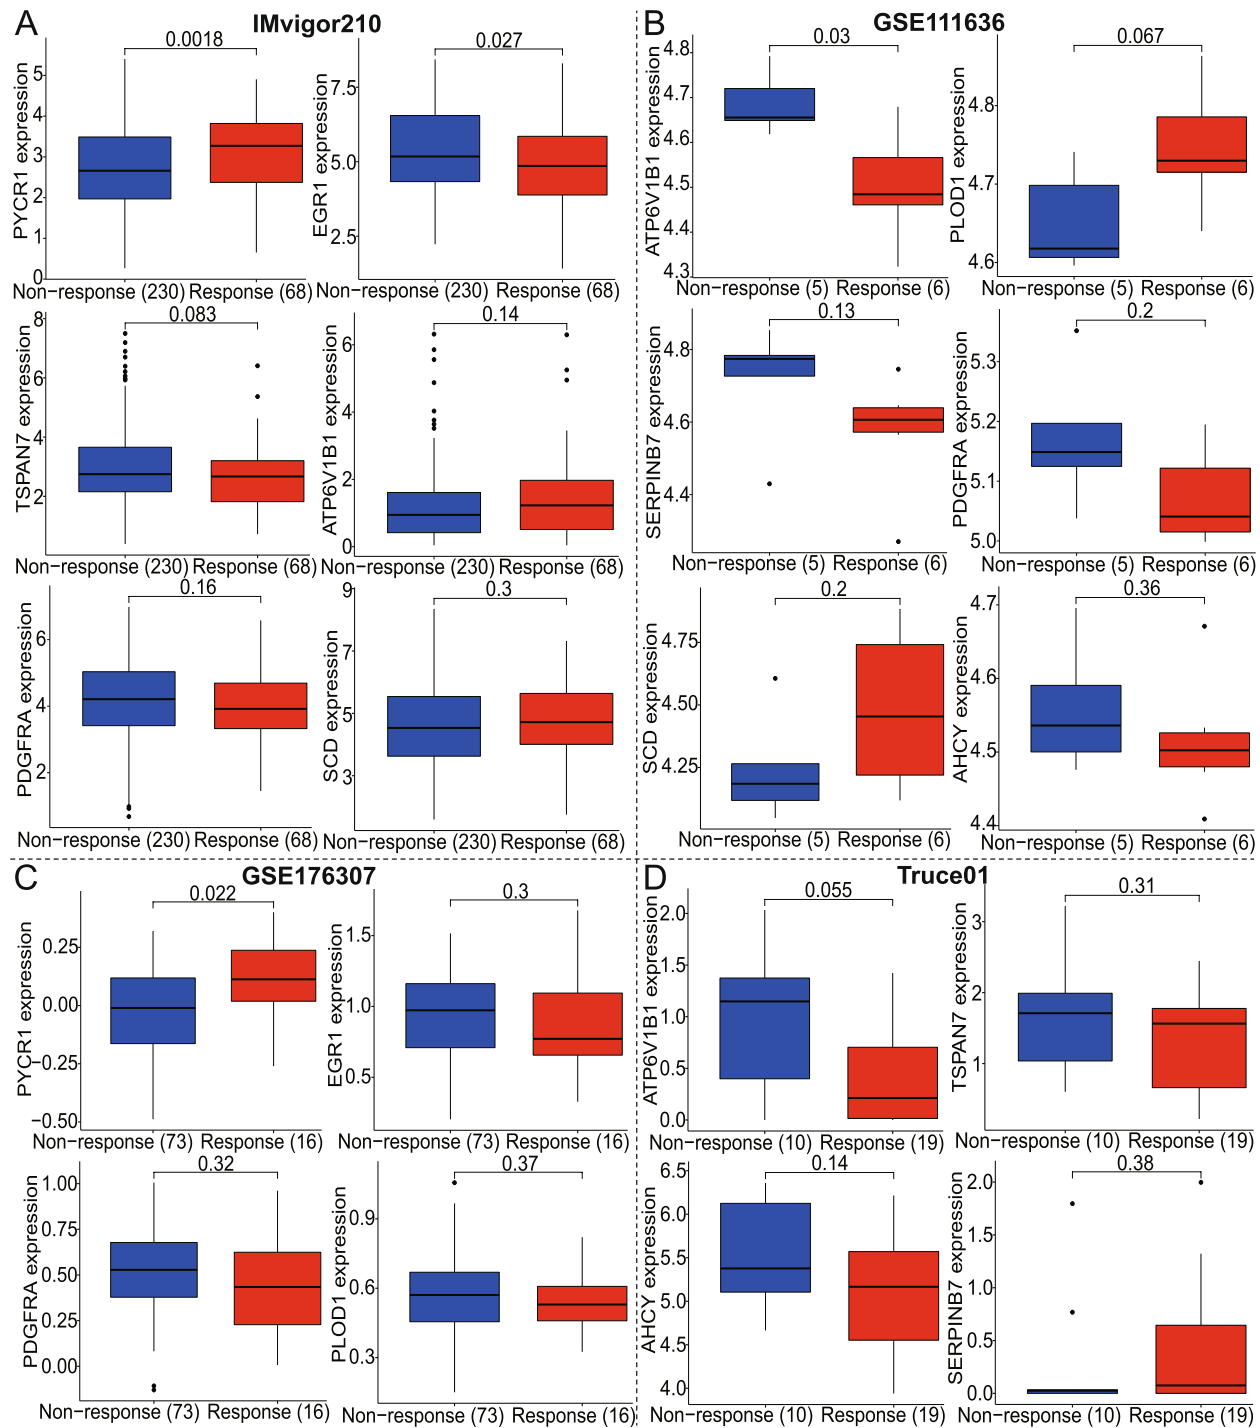 A
IMvigor210
0.0018
PYCR1 expression
5
4
3
2
1
0
Non−response (230) Response (68)
0.027
EGR1 expression
7.5
5.0
2.5
Non−response (230) Response (68)
0.083
TSPAN7 expression
8
6
4
2
Non−response (230) Response (68)
0.14
ATP6V1B1 expression
6
4
2
0
Non−response (230) Response (68)
0.16
PDGFRA expression
6
4
2
Non−response (230) Response (68)
0.3
SCD expression
9
7
5
3
Non−response (230) Response (68)
B
GSE111636
0.03
ATP6V1B1 expression
4.8
4.7
4.6
4.5
4.4
4.3
Non−response (5) Response (6)
0.067
PLOD1 expression
4.8
4.7
4.6
Non−response (5) Response (6)
0.13
SERPINB7 expression
4.8
4.6
4.4
Non−response (5) Response (6)
0.2
PDGFRA expression
5.3
5.2
5.1
5.0
Non−response (5) Response (6)
0.2
SCD expression
4.75
4.50
4.25
Non−response (5) Response (6)
0.36
AHCY expression
4.7
4.6
4.5
4.4
Non−response (5) Response (6)
C
GSE176307
0.022
PYCR1 expression
0.25
0.00
−0.25
−0.50
Non−response (73) Response (16)
0.3
EGR1 expression
1.5
1.0
0.5
Non−response (73) Response (16)
0.32
PDGFRA expression
1.00
0.75
0.50
0.25
0.00
Non−response (73) Response (16)
0.37
PLOD1 expression
0.9
0.6
0.3
Non−response (73) Response (16)
D
Truce01
0.055
ATP6V1B1 expression
2.0
1.5
1.0
0.5
0.0
Non−response (10) Response (19)
0.31
TSPAN7 expression
3
2
1
Non−response (10) Response (19)
0.14
AHCY expression
6.5
6.0
5.5
5.0
4.5
4.0
Non−response (10) Response (19)
0.38
SERPINB7 expression
2.0
1.5
1.0
0.5
0.0
Non−response (10) Response (19)